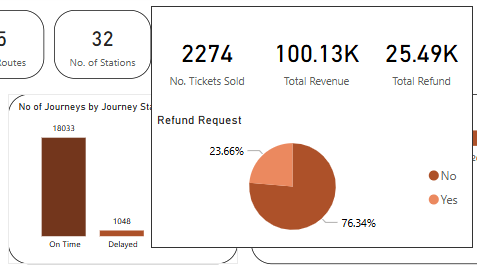 5
32
Routes
No. of Stations
2274
100.13K
25.49K
No. Tickets Sold
Total Revenue
Total Refund
No of Journeys by Journey Sta
18033
1048
On Time
Delayed
Refund Request
23.66%
76.34%
No
Yes